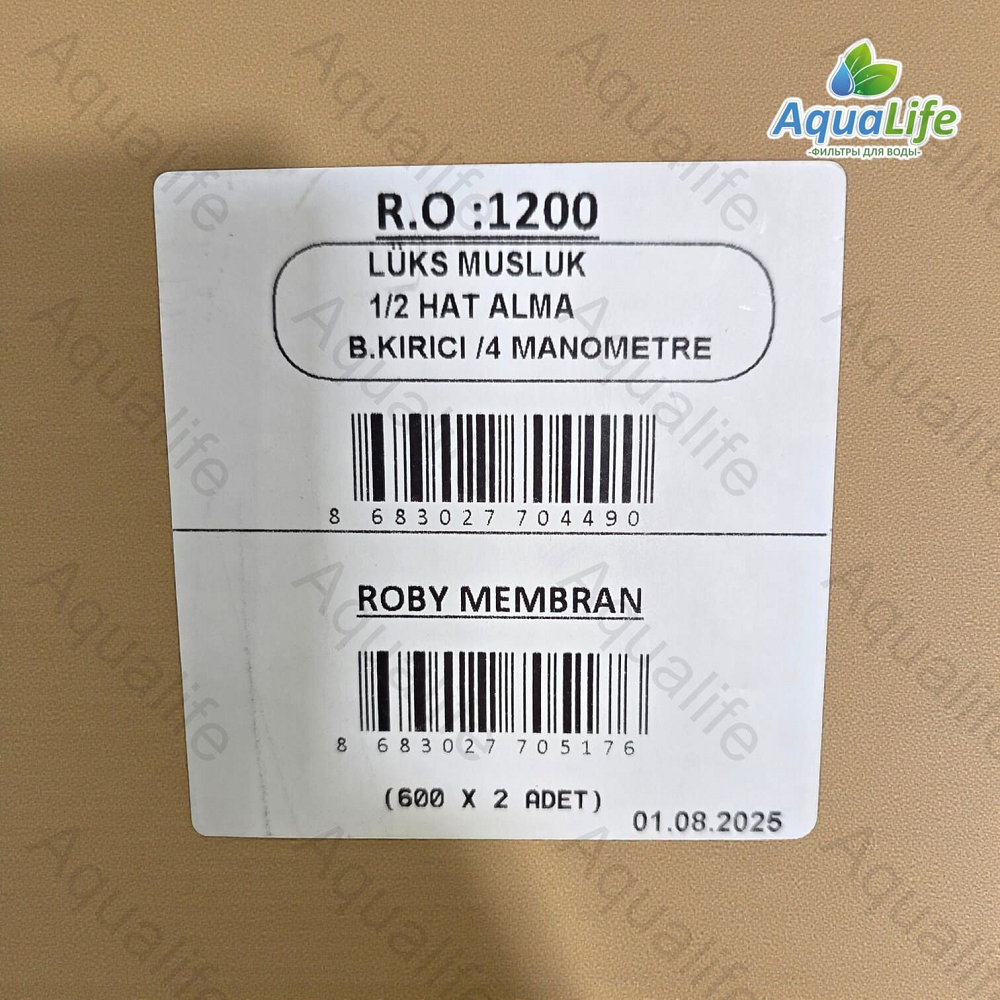 AquaLife
-ФИЛЬТРЫ ДЛЯ ВОДЫ-
R.O :1200
LÜKS MUSLUK
1/2 HAT ALMA
B.KIRICI /4 MANOMETRE
8 683027 704490
ROBY MEMBRAN
8 683027 705176
(600 X 2 ADET)
01.08.2025